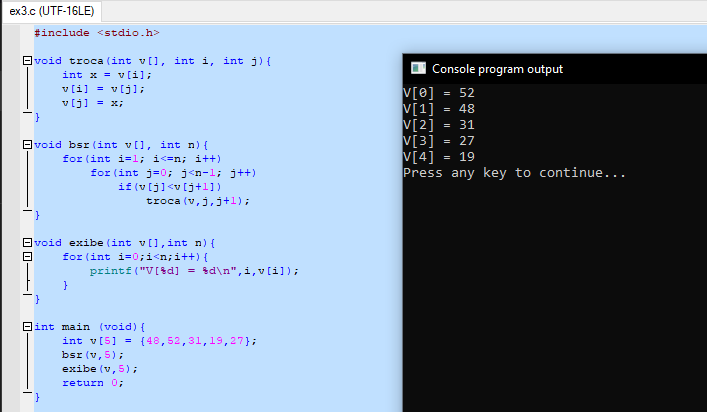 ex3.c (UTF-16LE)
#include <stdio.h>
void troca(int v[], int i, int j){
    int x = v[i];
    v[i] = v[j];
    v[j] = x;
}
void bsr(int v[], int n){
    for(int i=1; i<=n; i++)
        for(int j=0; j<n-1; j++)
            if(v[j]<v[j+1])
                troca(v,j,j+1);
}
void exibe(int v[],int n){
    for(int i=0;i<n;i++){
        printf("V[%d] = %d\n",i,v[i]);
    }
}
int main (void){
    int v[5] = {48,52,31,19,27};
    bsr(v,5);
    exibe(v,5);
    return 0;
}
Console program output
V[0] = 52
V[1] = 48
V[2] = 31
V[3] = 27
V[4] = 19
Press any key to continue...